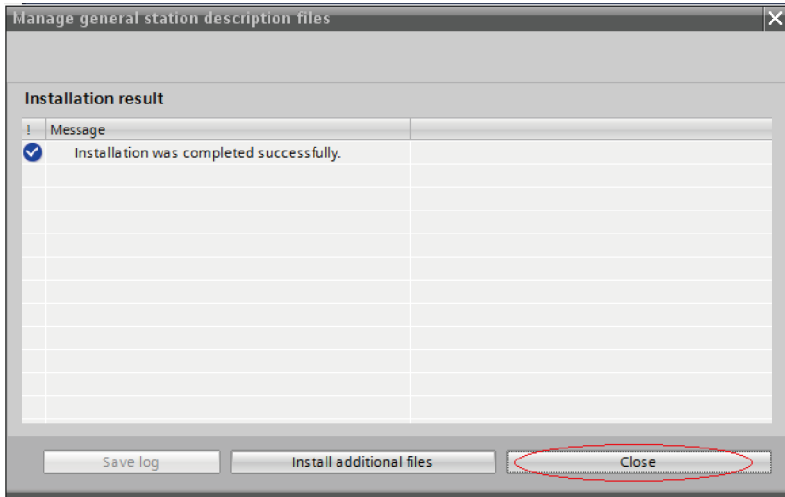 Manage general station description files
Installation result
! Message
Installation was completed successfully.
Save log Install additional files Close